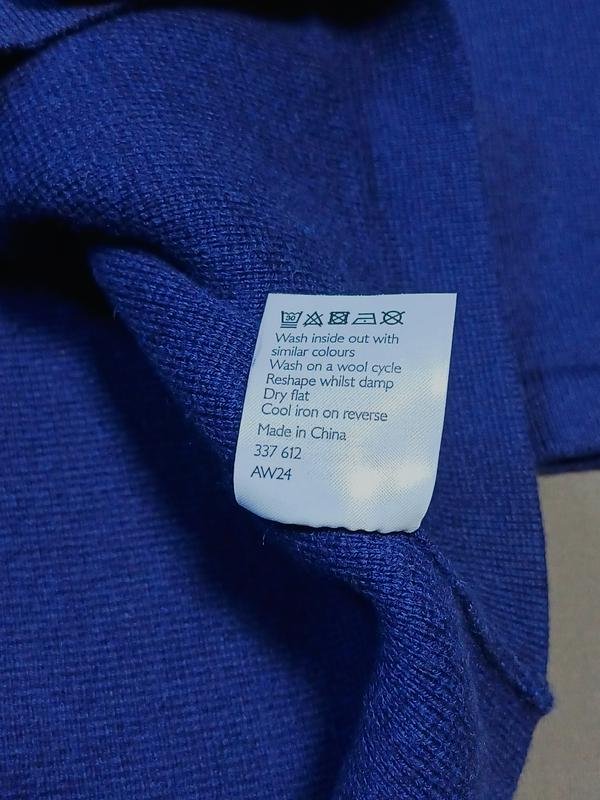 30
Wash inside out with
similar colours
Wash on a wool cycle
Reshape whilst damp
Dry flat
Cool iron on reverse
Made in China
337 612
AW24